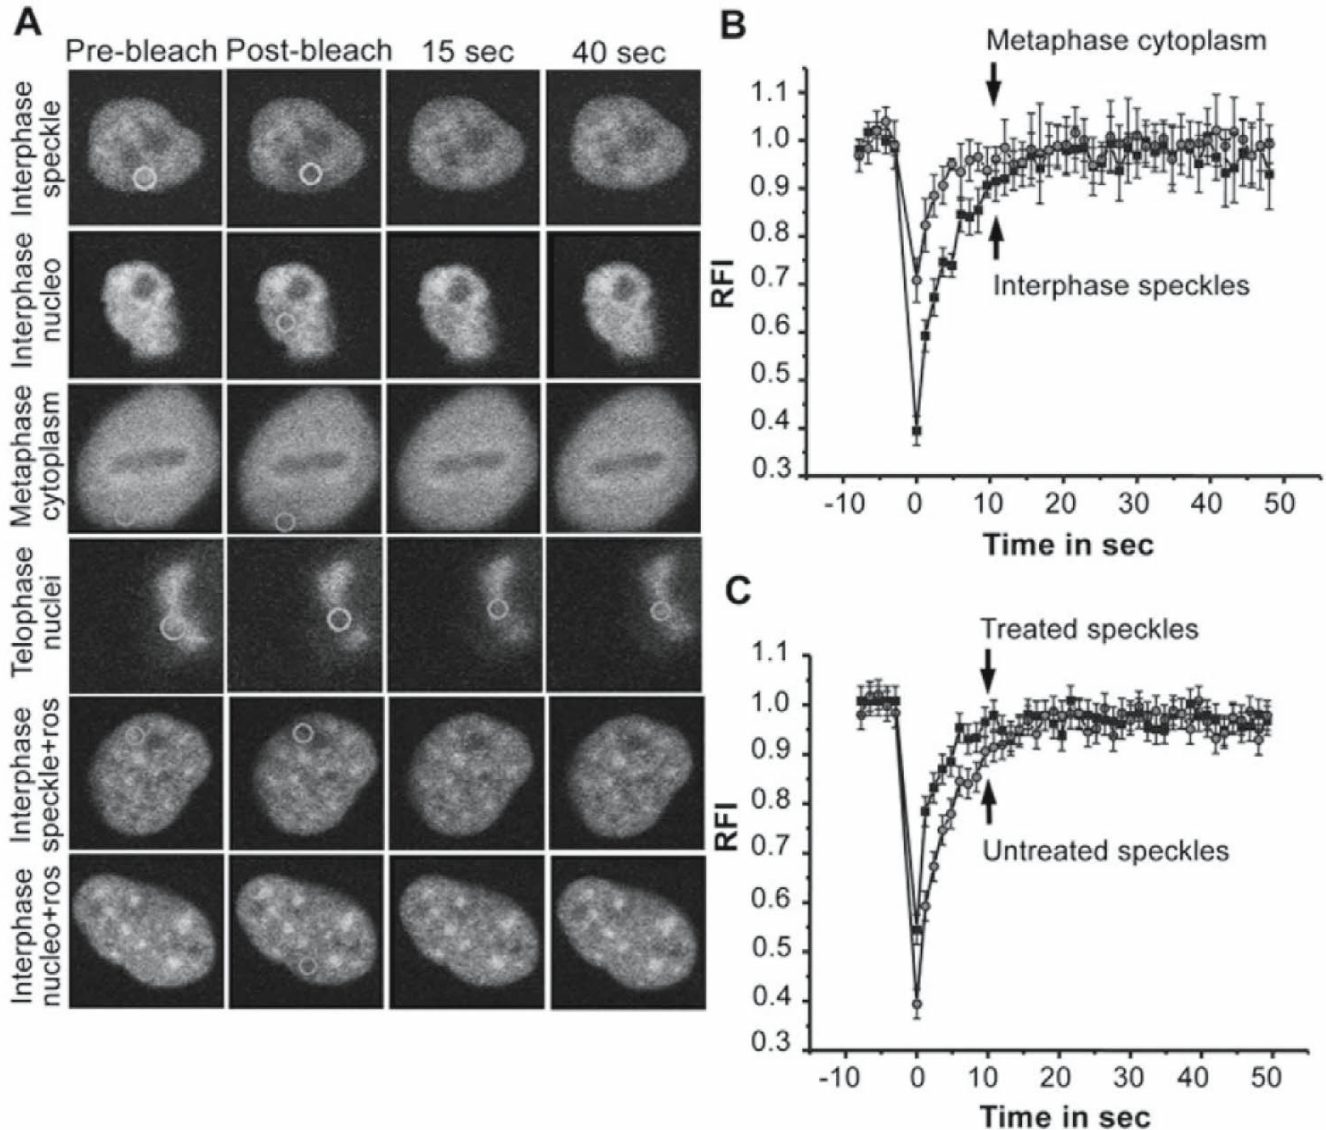 A
Pre-bleach Post-bleach 15 sec 40 sec
Interphase
speckle
Interphase
nucleo
Metaphase
cytoplasm
Telophase
nuclei
Interphase
speckle+ros
Interphase
nucleo+ros
B
Metaphase cytoplasm
1.1
1.0
0.9
0.8
0.7
0.6
0.5
0.4
0.3
RFI
Interphase speckles
-10 0 10 20 30 40 50
Time in sec
C
Treated speckles
1.1
1.0
0.9
0.8
0.7
0.6
0.5
0.4
0.3
RFI
Untreated speckles
-10 0 10 20 30 40 50
Time in sec